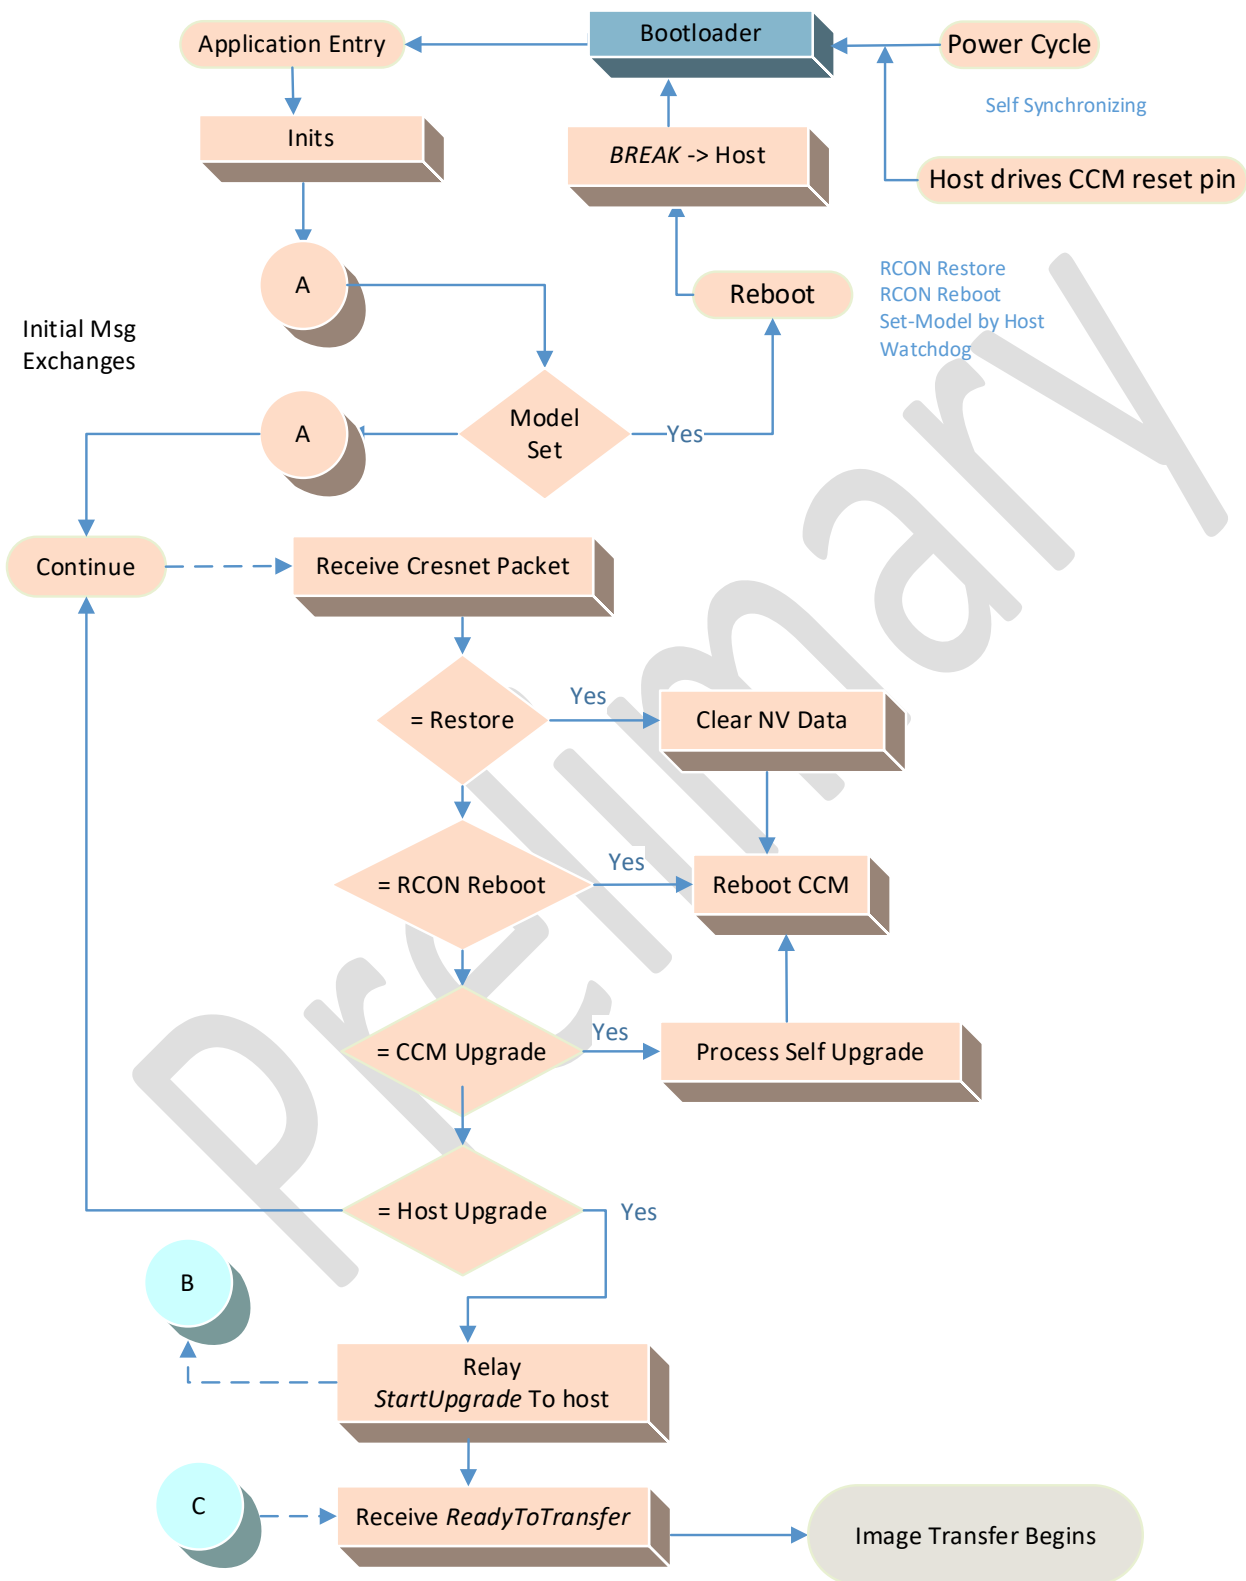 Application Entry
Bootloader
Power Cycle
Self Synchronizing
Inits
BREAK -> Host
Host drives CCM reset pin
A
Reboot
RCON Restore
RCON Reboot
Set-Model by Host
Watchdog
Initial Msg
Exchanges
A
Model
Set
Yes
Continue
Receive Cresnet Packet
= Restore
Yes
Clear NV Data
= RCON Reboot
Yes
Reboot CCM
= CCM Upgrade
Yes
Process Self Upgrade
= Host Upgrade
Yes
B
Relay
StartUpgrade To host
C
Receive ReadyToTransfer
Image Transfer Begins
Prelimary